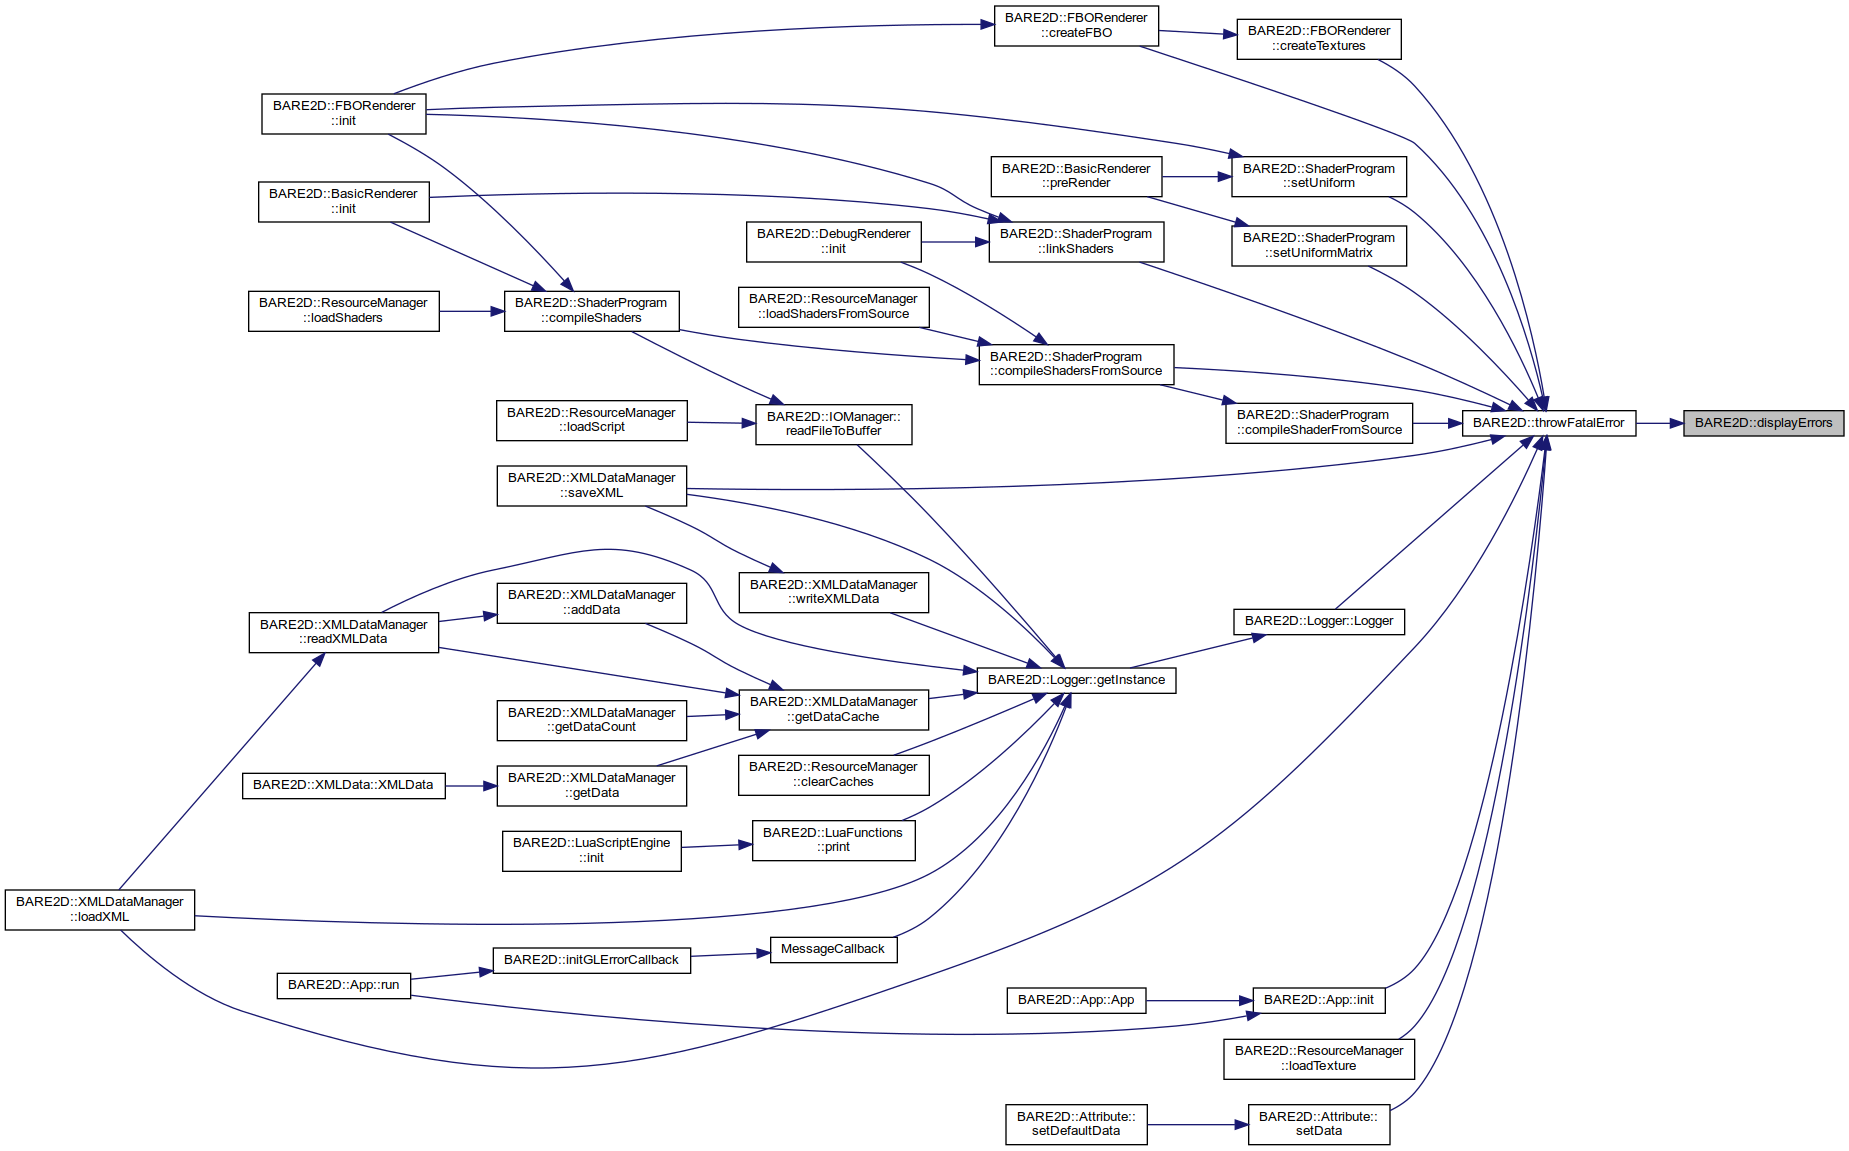 BARE2D::FBORenderer
::createFBO
BARE2D::FBORenderer
::createTextures
BARE2D::FBORenderer
::init
BARE2D::BasicRenderer
::preRender
BARE2D::ShaderProgram
::setUniform
BARE2D::BasicRenderer
::init
BARE2D::DebugRenderer
::init
BARE2D::ShaderProgram
::linkShaders
BARE2D::ShaderProgram
::setUniformMatrix
BARE2D::ResourceManager
::loadShaders
BARE2D::ShaderProgram
::compileShaders
BARE2D::ResourceManager
::loadShadersFromSource
BARE2D::ShaderProgram
::compileShadersFromSource
BARE2D::ResourceManager
::loadScript
BARE2D::IOManager::
readFileToBuffer
BARE2D::ShaderProgram
::compileShaderFromSource
BARE2D::throwFatalError
BARE2D::displayErrors
BARE2D::XMLDataManager
::saveXML
BARE2D::XMLDataManager
::writeXMLData
BARE2D::XMLDataManager
::addData
BARE2D::XMLDataManager
::readXMLData
BARE2D::Logger::Logger
BARE2D::Logger::getInstance
BARE2D::XMLDataManager
::getDataCache
BARE2D::XMLDataManager
::getDataCount
BARE2D::ResourceManager
::clearCaches
BARE2D::XMLData::XMLData
BARE2D::XMLDataManager
::getData
BARE2D::LuaScriptEngine
::init
BARE2D::LuaFunctions
::print
BARE2D::XMLDataManager
::loadXML
MessageCallback
BARE2D::initGLErrorCallback
BARE2D::App::run
BARE2D::App::App
BARE2D::App::init
BARE2D::ResourceManager
::loadTexture
BARE2D::Attribute::
setDefaultData
BARE2D::Attribute::
setData